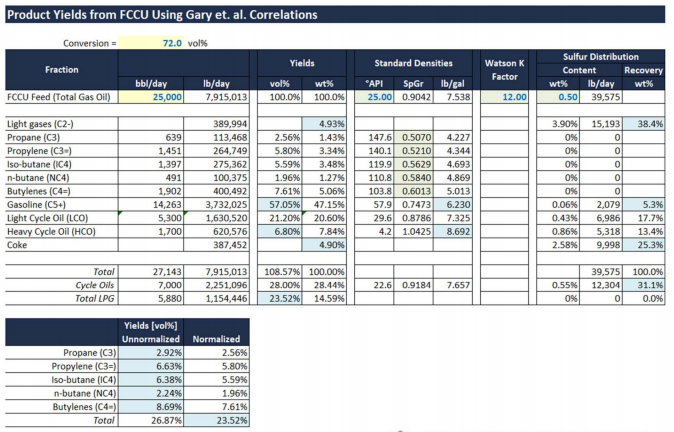 Product Yields from FCCU Using Gary et. al. Correlations
Conversion = 72.0 vol%
Fraction Yields Standard Densities Watson K Factor Sulfur Distribution
Content Recovery
bbl/day lb/day vol% wt% °API SpGr lb/gal wt% lb/day wt%
FCCU Feed (Total Gas Oil) 25,000 7,915,013 100.0% 100.0% 25.00 0.9042 7.538 12.00 0.50 39,575
Light gases (C2-) 389,994 4.93% 3.90% 15,193 38.4%
Propane (C3) 639 113,468 2.56% 1.43% 147.6 0.5070 4.227 0% 0
Propylene (C3=) 1,451 264,749 5.80% 3.34% 140.1 0.5210 4.344 0% 0
Iso-butane (IC4) 1,397 275,362 5.59% 3.48% 119.9 0.5629 4.693 0% 0
n-butane (NC4) 491 100,375 1.96% 1.27% 110.8 0.5840 4.869 0% 0
Butylenes (C4=) 1,902 400,492 7.61% 5.06% 103.8 0.6013 5.013 0% 0
Gasoline (C5+) 14,263 3,732,025 57.05% 47.15% 57.9 0.7473 6.230 0.06% 2,079 5.3%
Light Cycle Oil (LCO) 5,300 1,630,520 21.20% 20.60% 29.6 0.8786 7.325 0.43% 6,986 17.7%
Heavy Cycle Oil (HCO) 1,700 620,576 6.80% 7.84% 4.2 1.0425 8.692 0.86% 5,318 13.4%
Coke 387,452 4.90% 2.58% 9,998 25.3%
Total 27,143 7,915,013 108.57% 100.00% 39,575 100.0%
Cycle Oils 7,000 2,251,096 28.00% 28.44% 22.6 0.9184 7.657 0.55% 12,304 31.1%
Total LPG 5,880 1,154,446 23.52% 14.59% 0% 0 0.0%
Yields [vol%]
Unnormalized Normalized
Propane (C3) 2.92% 2.56%
Propylene (C3=) 6.63% 5.80%
Iso-butane (IC4) 6.38% 5.59%
n-butane (NC4) 2.24% 1.96%
Butylenes (C4=) 8.69% 7.61%
Total 26.87% 23.52%